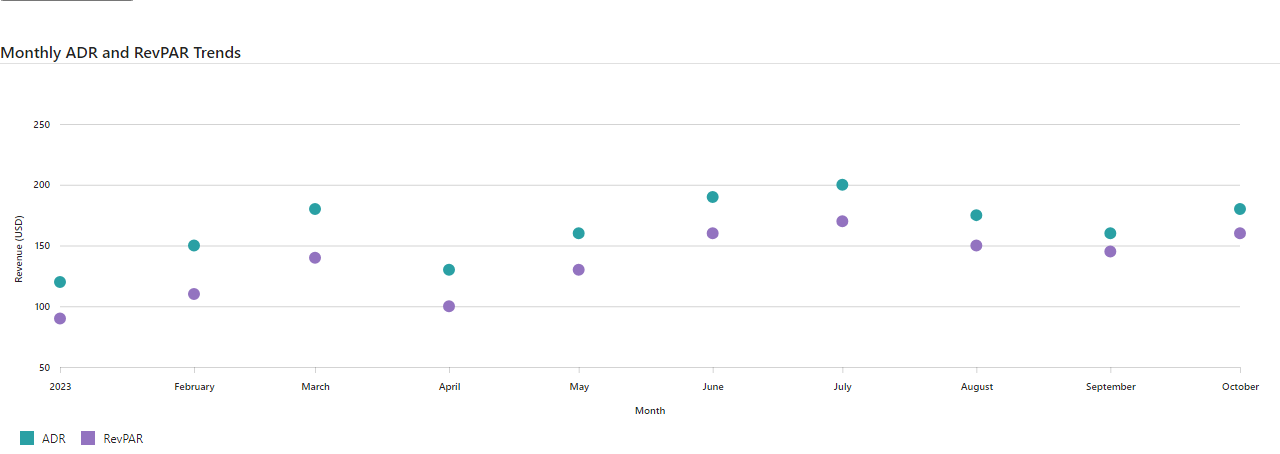 Monthly ADR and RevPAR Trends
250
200
150
100
50
Revenue (USD)
2023 February March April May June July August September October
Month
ADR RevPAR